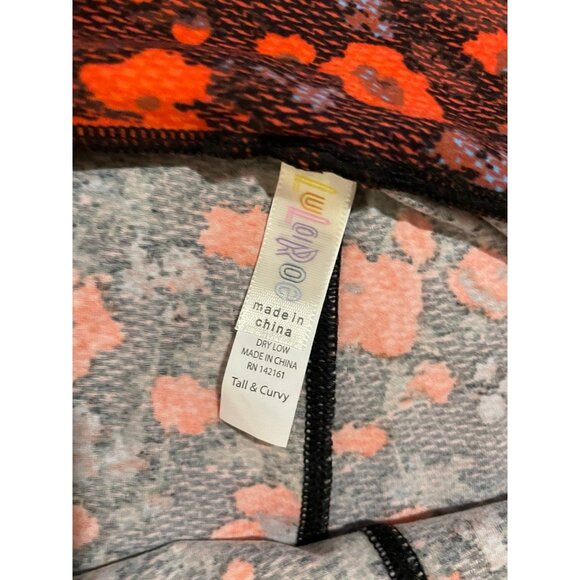 LuLaRoe
made in
china
DRY LOW
MADE IN CHINA
RN 142161
Tall & Curvy